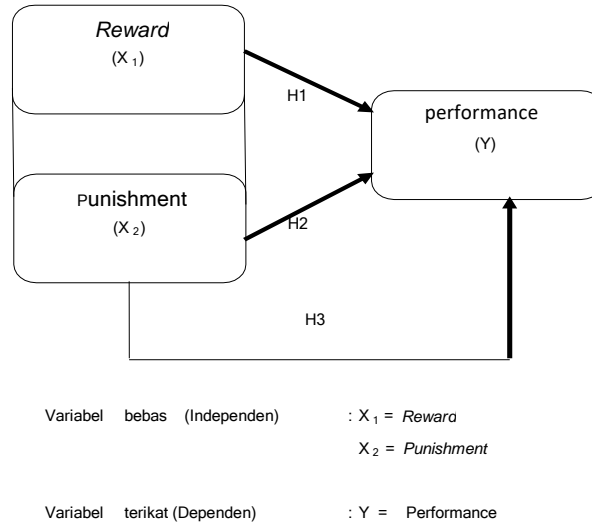 Reward
(X 1)
H1
performance
(Y)
Punishment
(X 2)
H2
H3
Variabel bebas (Independen) : X 1 = Reward
X 2 = Punishment
Variabel terikat (Dependen) : Y = Performance